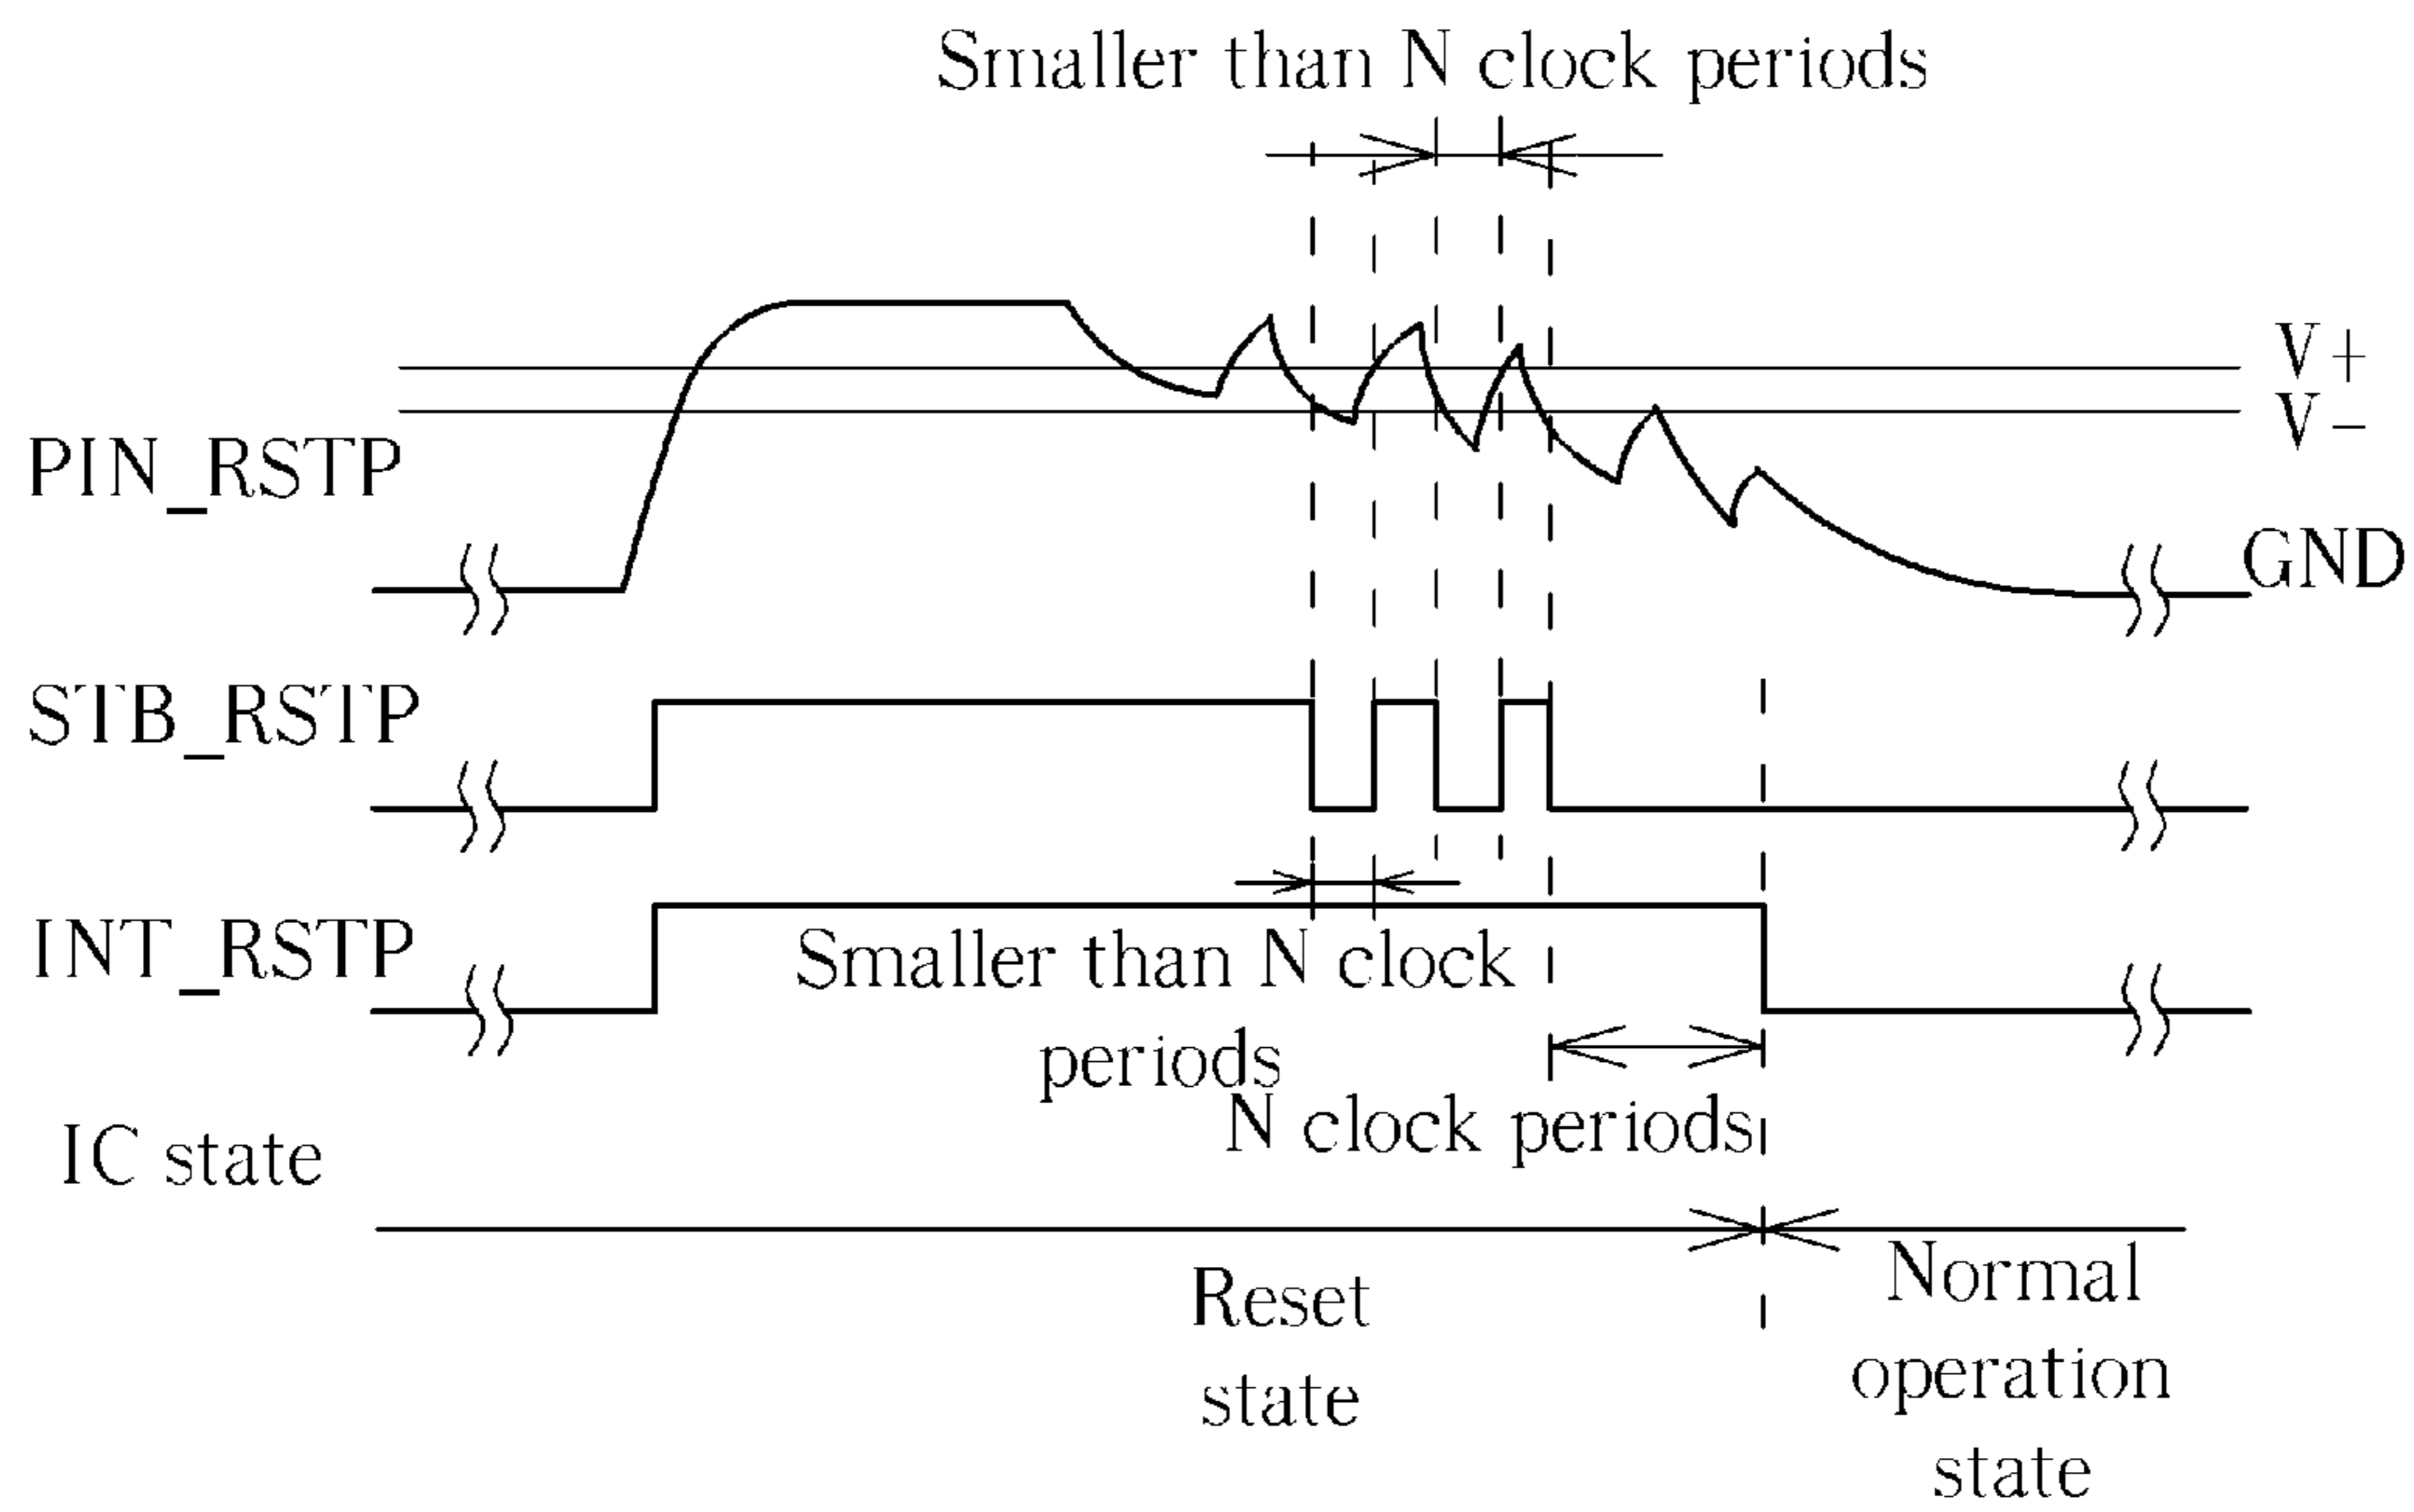 Smaller than N clock periods
V+
V-
PIN_RSTP
GND
STB_RSTP
INT_RSTP
Smaller than N clock
periods
N clock periods
IC state
Reset
state
Normal
operation
state